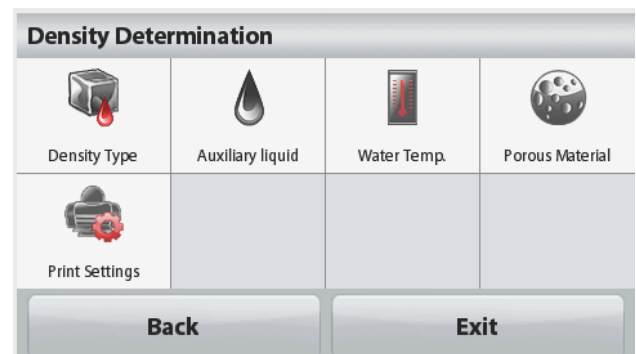 Density Determination
Density Type
Auxiliary liquid
Water Temp.
Porous Material
Print Settings
Back
Exit